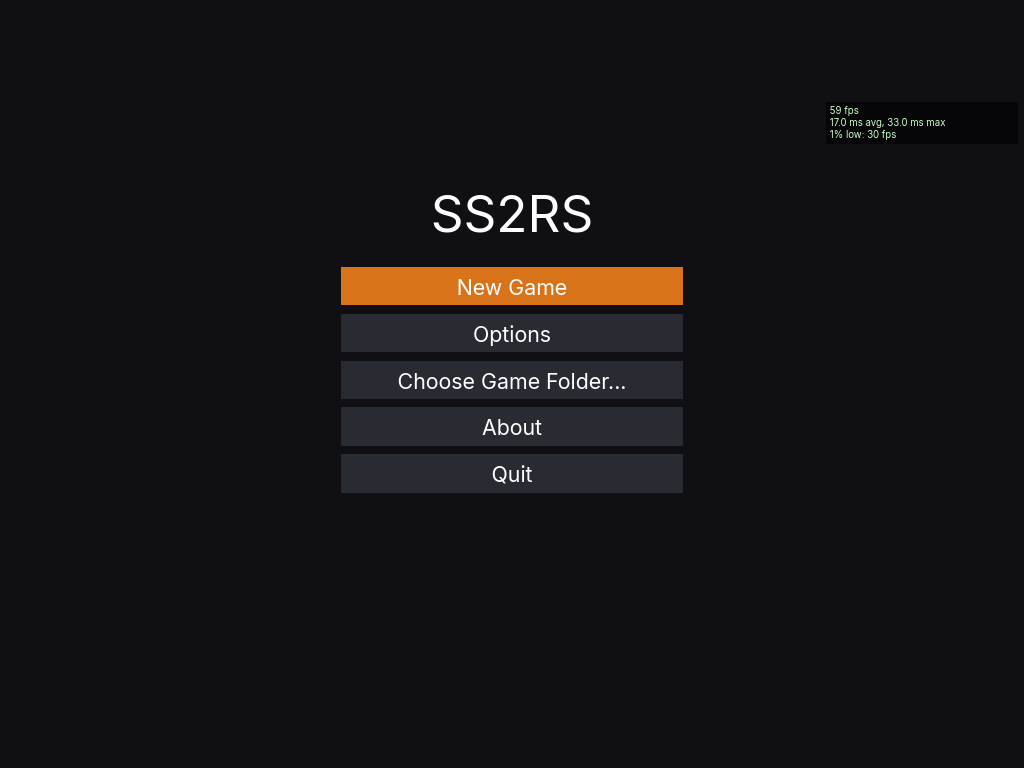 59 fps
17.0 ms avg, 33.0 ms max
1% low: 30 fps
SS2RS
New Game
Options
Choose Game Folder...
About
Quit